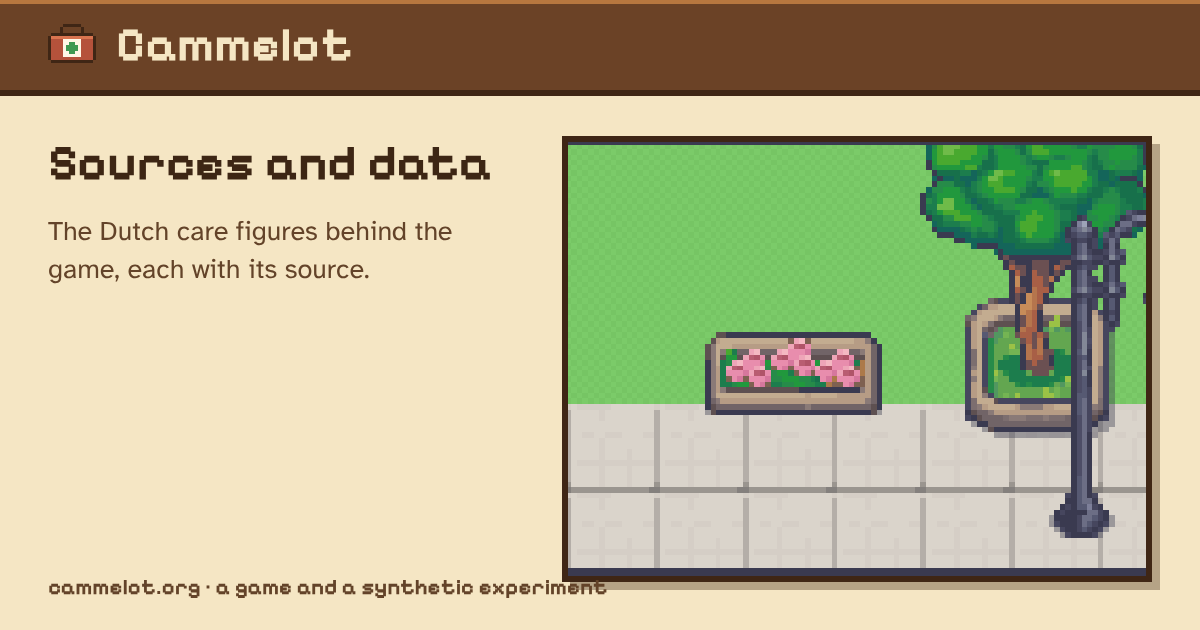 Cammelot
Sources and data
The Dutch care figures behind the
game, each with its source.
cammelot.org · a game and a synthetic experiment